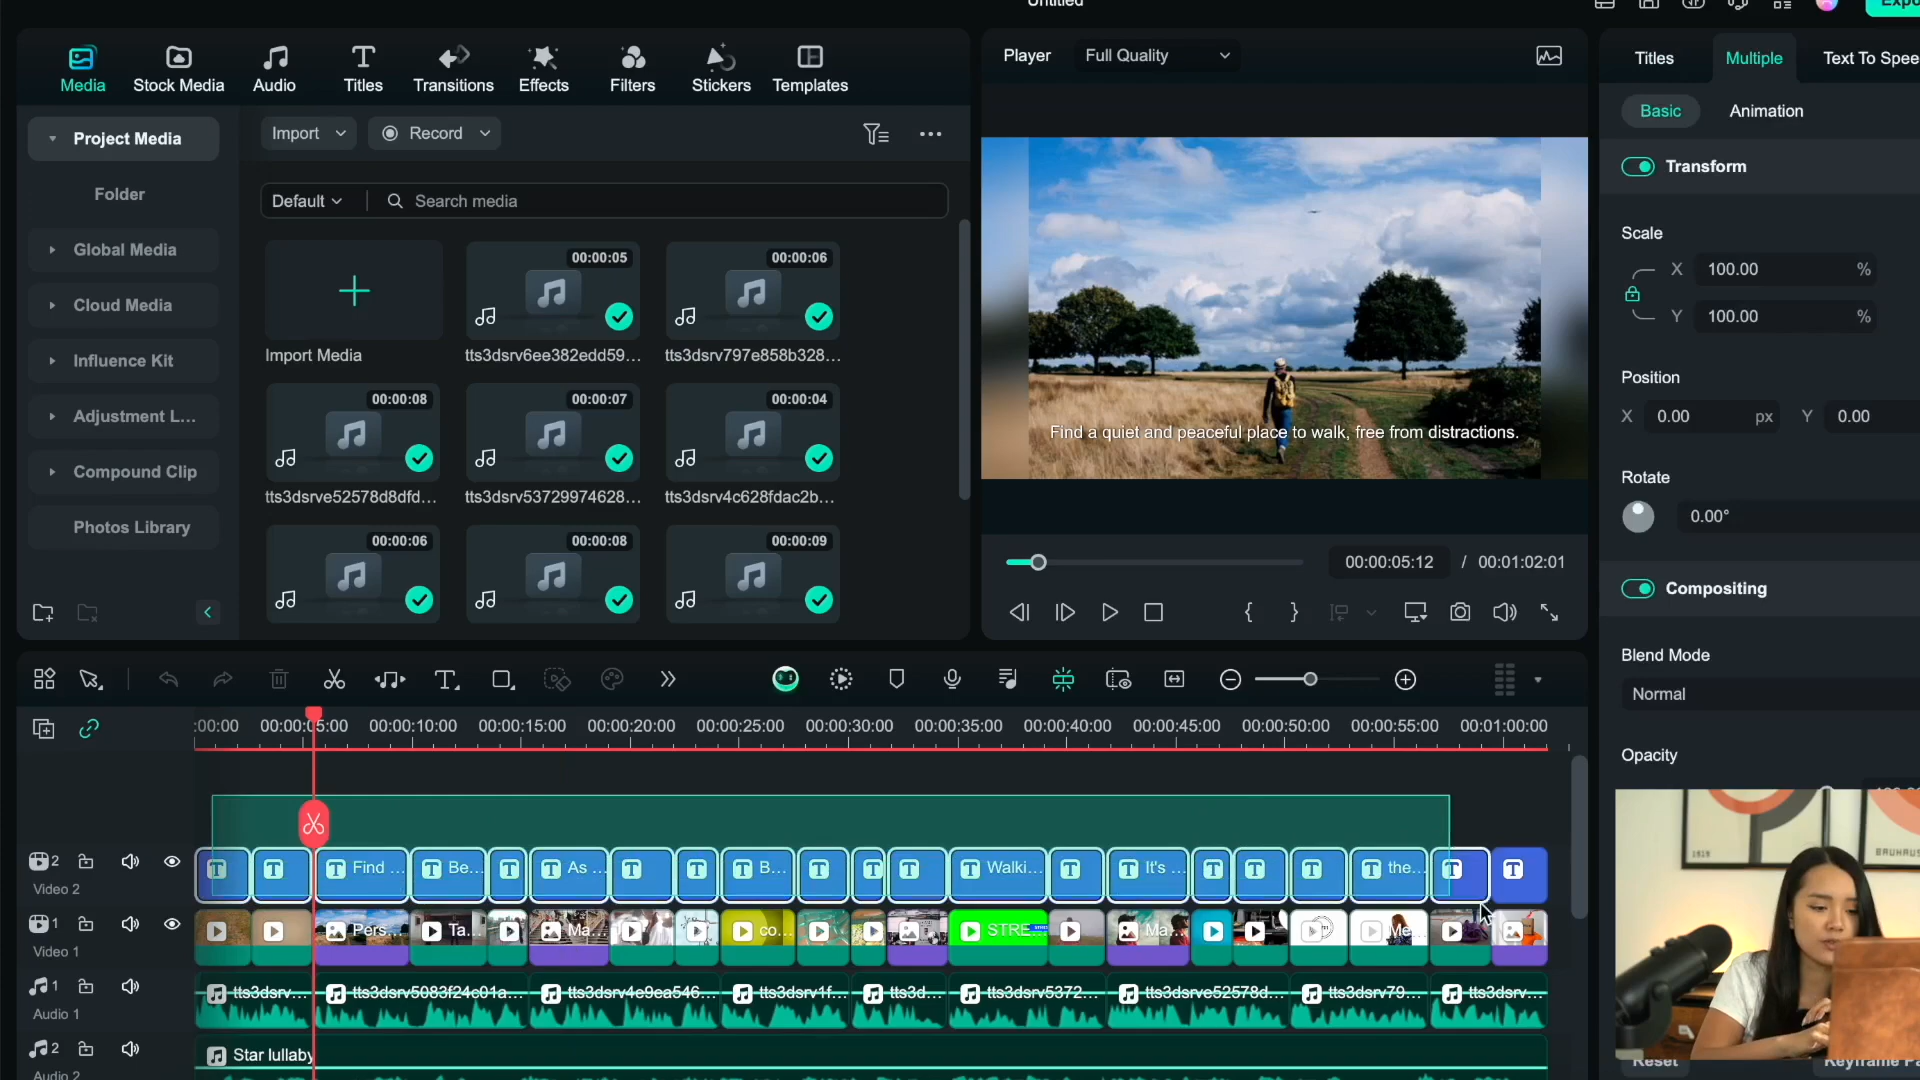 Untitled
Media
Stock Media
Audio
Titles
Transitions
Effects
Filters
Stickers
Templates
Project Media
Folder
Global Media
Cloud Media
Influence Kit
Adjustment L...
Compound Clip
Photos Library
Import
Record
Default
Search media
Import Media
00:00:05
tts3dsrv6ee382edd59...
00:00:06
tts3dsrv797e858b328...
00:00:08
tts3dsrve52578d8dfd...
00:00:07
tts3dsrv53729974628...
00:00:04
tts3dsrv4c628fdac2b...
00:00:06
00:00:08
00:00:09
Player
Full Quality
Find a quiet and peaceful place to walk, free from distractions.
00:00:05:12 / 00:01:02:01
Titles
Multiple
Text To Spee
Basic
Animation
Transform
Scale
X 100.00 %
Y 100.00 %
Position
X 0.00 px Y 0.00
Rotate
0.00°
Compositing
Blend Mode
Normal
Opacity
Reset
:00:00 00:00:05:00 00:00:10:00 00:00:15:00 00:00:20:00 00:00:25:00 00:00:30:00 00:00:35:00 00:00:40:00 00:00:45:00 00:00:50:00 00:00:55:00 00:01:00:00
2
Video 2
Find ...
Be...
As ...
B...
Walki...
It's ...
the...
1
Video 1
Pers...
Ta...
Ma...
co...
STRE...
Ma...
Me...
1
Audio 1
tts3dsrv...
tts3dsrv5083f24c01a...
tts3dsrv4e9ea546...
tts3dsrv1f...
tts3d...
tts3dsrv5372...
tts3dsrve52578d...
tts3dsrv79...
tts3dsrv...
2
Audio 2
Star lullaby
1919
BAUHAUS